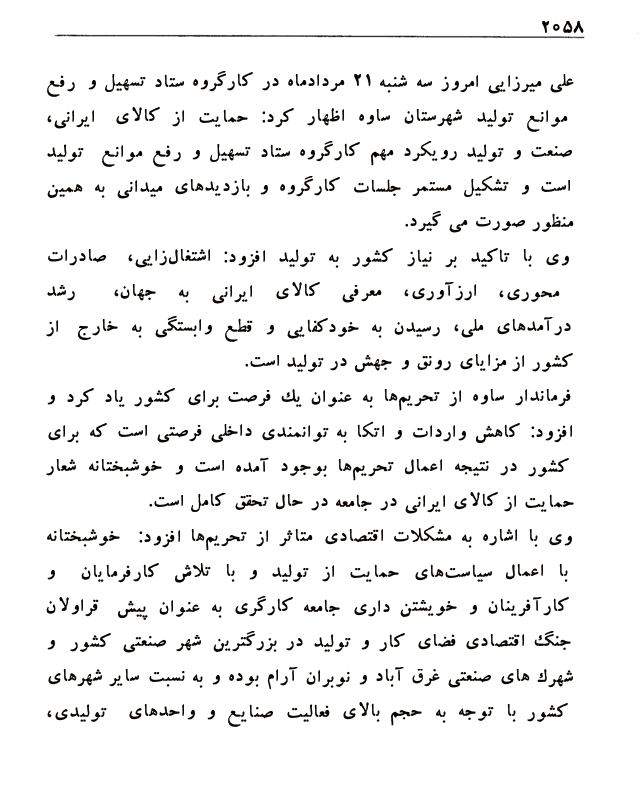 ۲۰۵۸
علی میرزایی امروز سه شنبه ۲۱ مردادماه در کارگروه ستاد تسهیل و رفع
موانع تولید شهرستان ساوه اظهار کرد: حمایت از کالای ایرانی،
صنعت و تولید رویکرد مهم کارگروه ستاد تسهیل و رفع موانع تولید
است و تشکیل مستمر جلسات کارگروه و بازدیدهای میدانی به همین
منظور صورت می گیرد.
وی با تاکید بر نیاز کشور به تولید افزود: اشتغال‌زایی، صادرات
محوری، ارزآوری، معرفی کالای ایرانی به جهان، رشد
درآمدهای ملی، رسیدن به خودکفایی و قطع وابستگی به خارج از
کشور از مزایای رونق و جهش در تولید است.
فرماندار ساوه از تحریم‌ها به عنوان یك فرصت برای کشور یاد کرد و
افزود: کاهش واردات و اتکا به توانمندی داخلی فرصتی است که برای
کشور در نتیجه اعمال تحریم‌ها بوجود آمده است و خوشبختانه شعار
حمایت از کالای ایرانی در جامعه در حال تحقق کامل است.
وی با اشاره به مشکلات اقتصادی متاثر از تحریم‌ها افزود: خوشبختانه
با اعمال سیاست‌های حمایت از تولید و با تلاش کارفرمایان و
کارآفرینان و خویشتن داری جامعه کارگری به عنوان پیش قراولان
جنگ اقتصادی فضای کار و تولید در بزرگترین شهر صنعتی کشور و
شهرك های صنعتی غرق آباد و نوبران آرام بوده و به نسبت سایر شهرهای
کشور با توجه به حجم بالای فعالیت صنایع و واحدهای تولیدی،